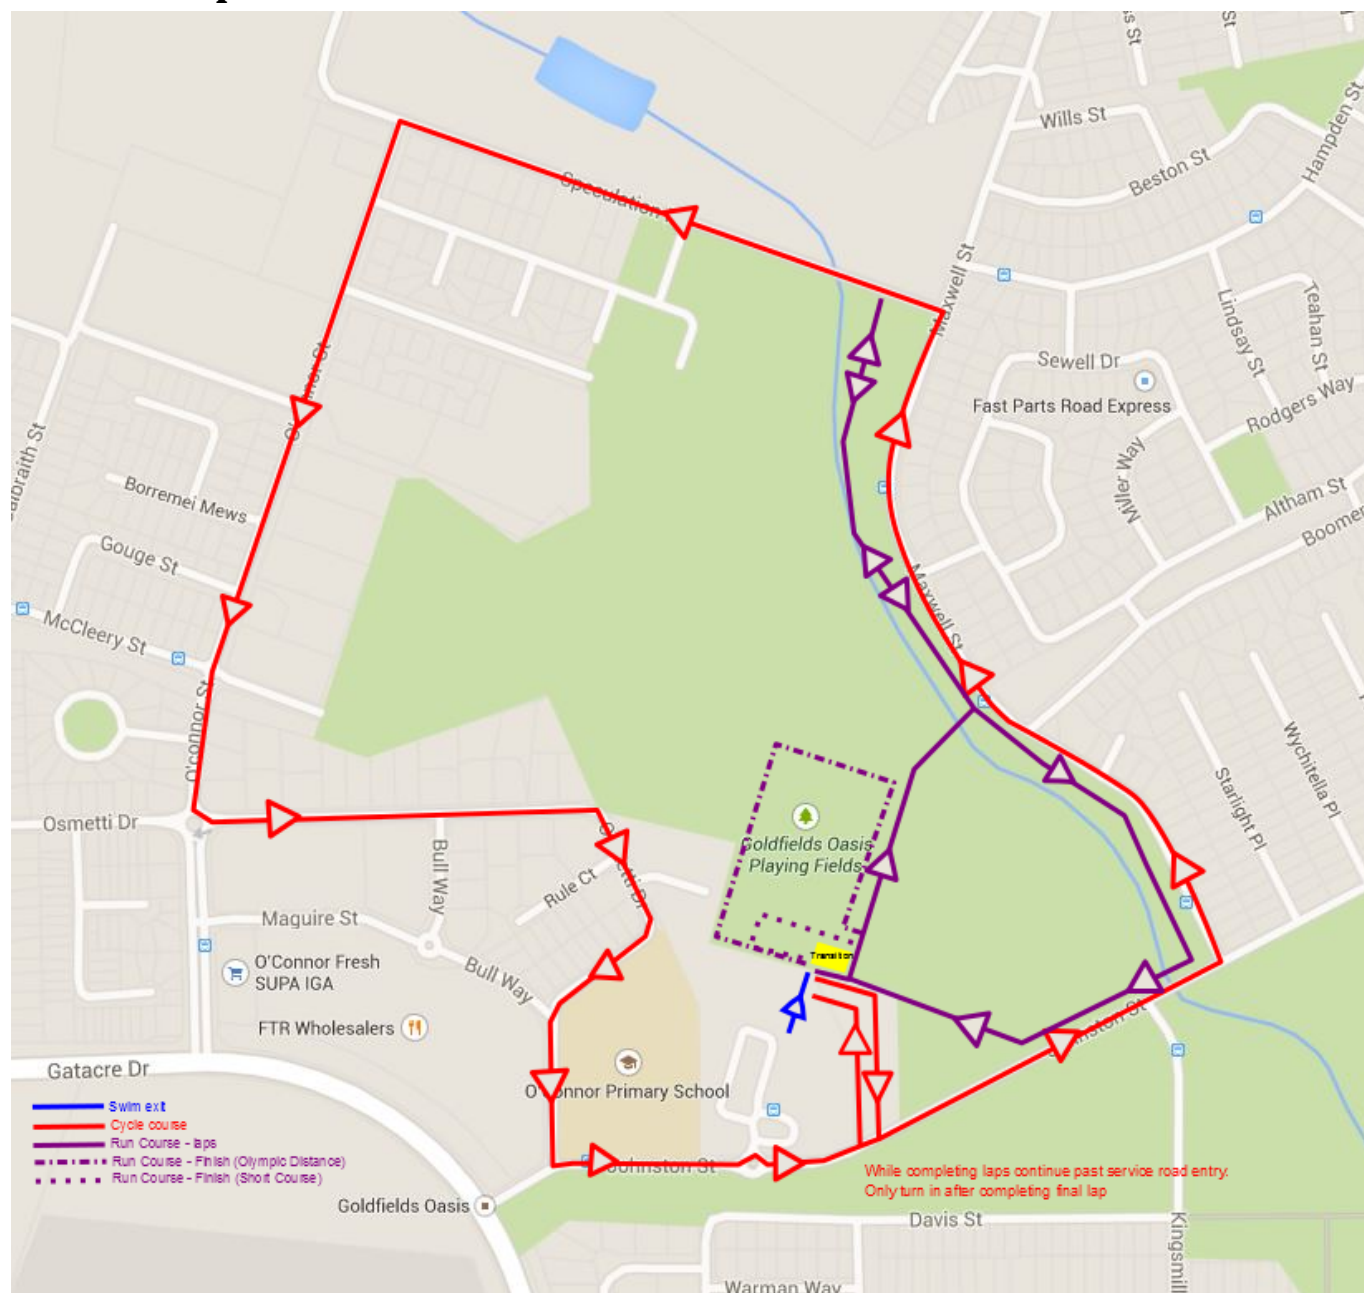 St
Wills St
Beston St
Hampden St
Speculation
Maxwell St
Lindsay St
Teahan St
Sewell Dr
Fast Parts Road Express
Rodgers Way
Miller Way
Altham St
Borremei Mews
Gouge St
McCleery St
Maxwell St
O'connor St
Wychitella Pl
Starlight Pl
Osmetti Dr
Bull Way
Rule Ct
Goldfields Oasis
Playing Fields
Maguire St
O'Connor Fresh
SUPA IGA
Bull Way
Transition
FTR Wholesalers
Gatacre Dr
O'Connor Primary School
Swim exit
Cycle course
Run Course - laps
Run Course - Finish (Olympic Distance)
Run Course - Finish (Short Course)
Johnston St
While completing laps continue past service road entry.
Only turn in after completing final lap
Goldfields Oasis
Davis St
Kingsmill
Warman Way